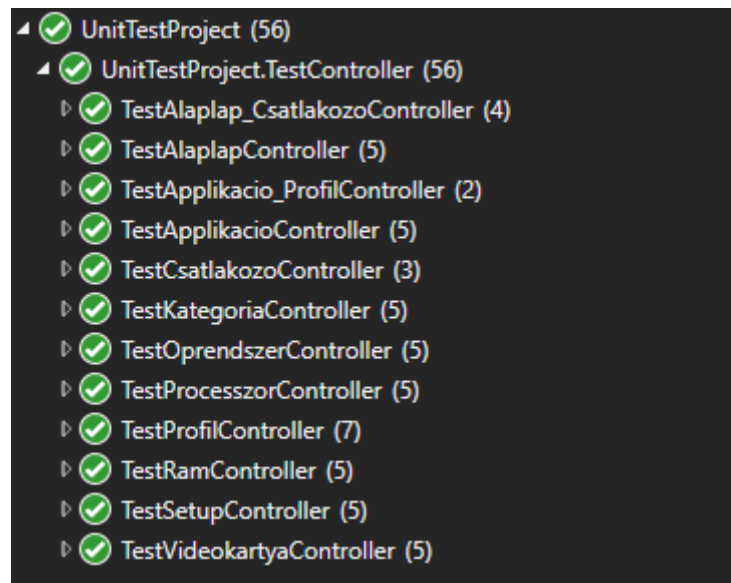 UnitTestProject (56)
UnitTestProject.TestController (56)
TestAlaplap_CsatlakozoController (4)
TestAlaplapController (5)
TestApplikacio_ProfilController (2)
TestApplikacioController (5)
TestCsatlakozoController (3)
TestKategoriaController (5)
TestOprendszerController (5)
TestProcesszorController (5)
TestProfilController (7)
TestRamController (5)
TestSetupController (5)
TestVideokartyaController (5)